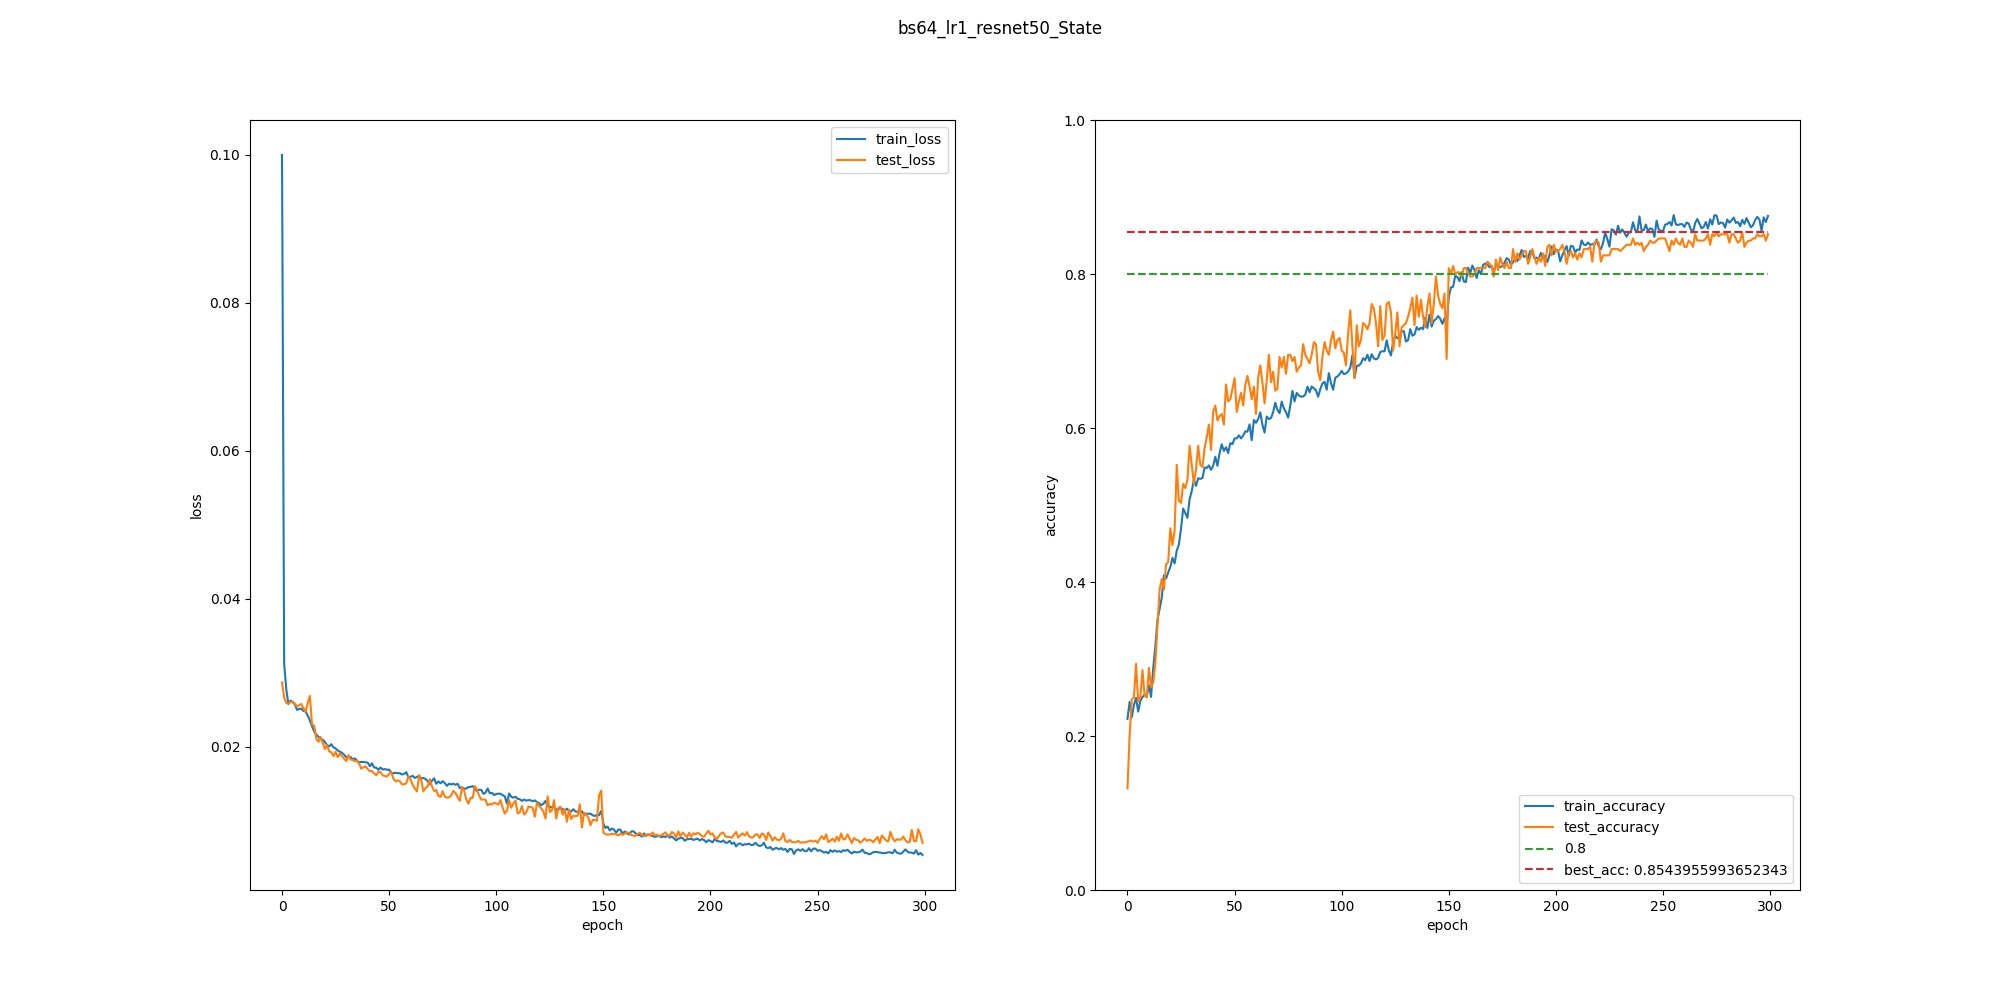 bs64_lr1_resnet50_State
train_loss
test_loss
0.10
0.08
0.06
0.04
0.02
loss
0 50 100 150 200 250 300
epoch
1.0
0.8
0.6
0.4
0.2
0.0
accuracy
train_accuracy
test_accuracy
0.8
best_acc: 0.8543955993652343
0 50 100 150 200 250 300
epoch